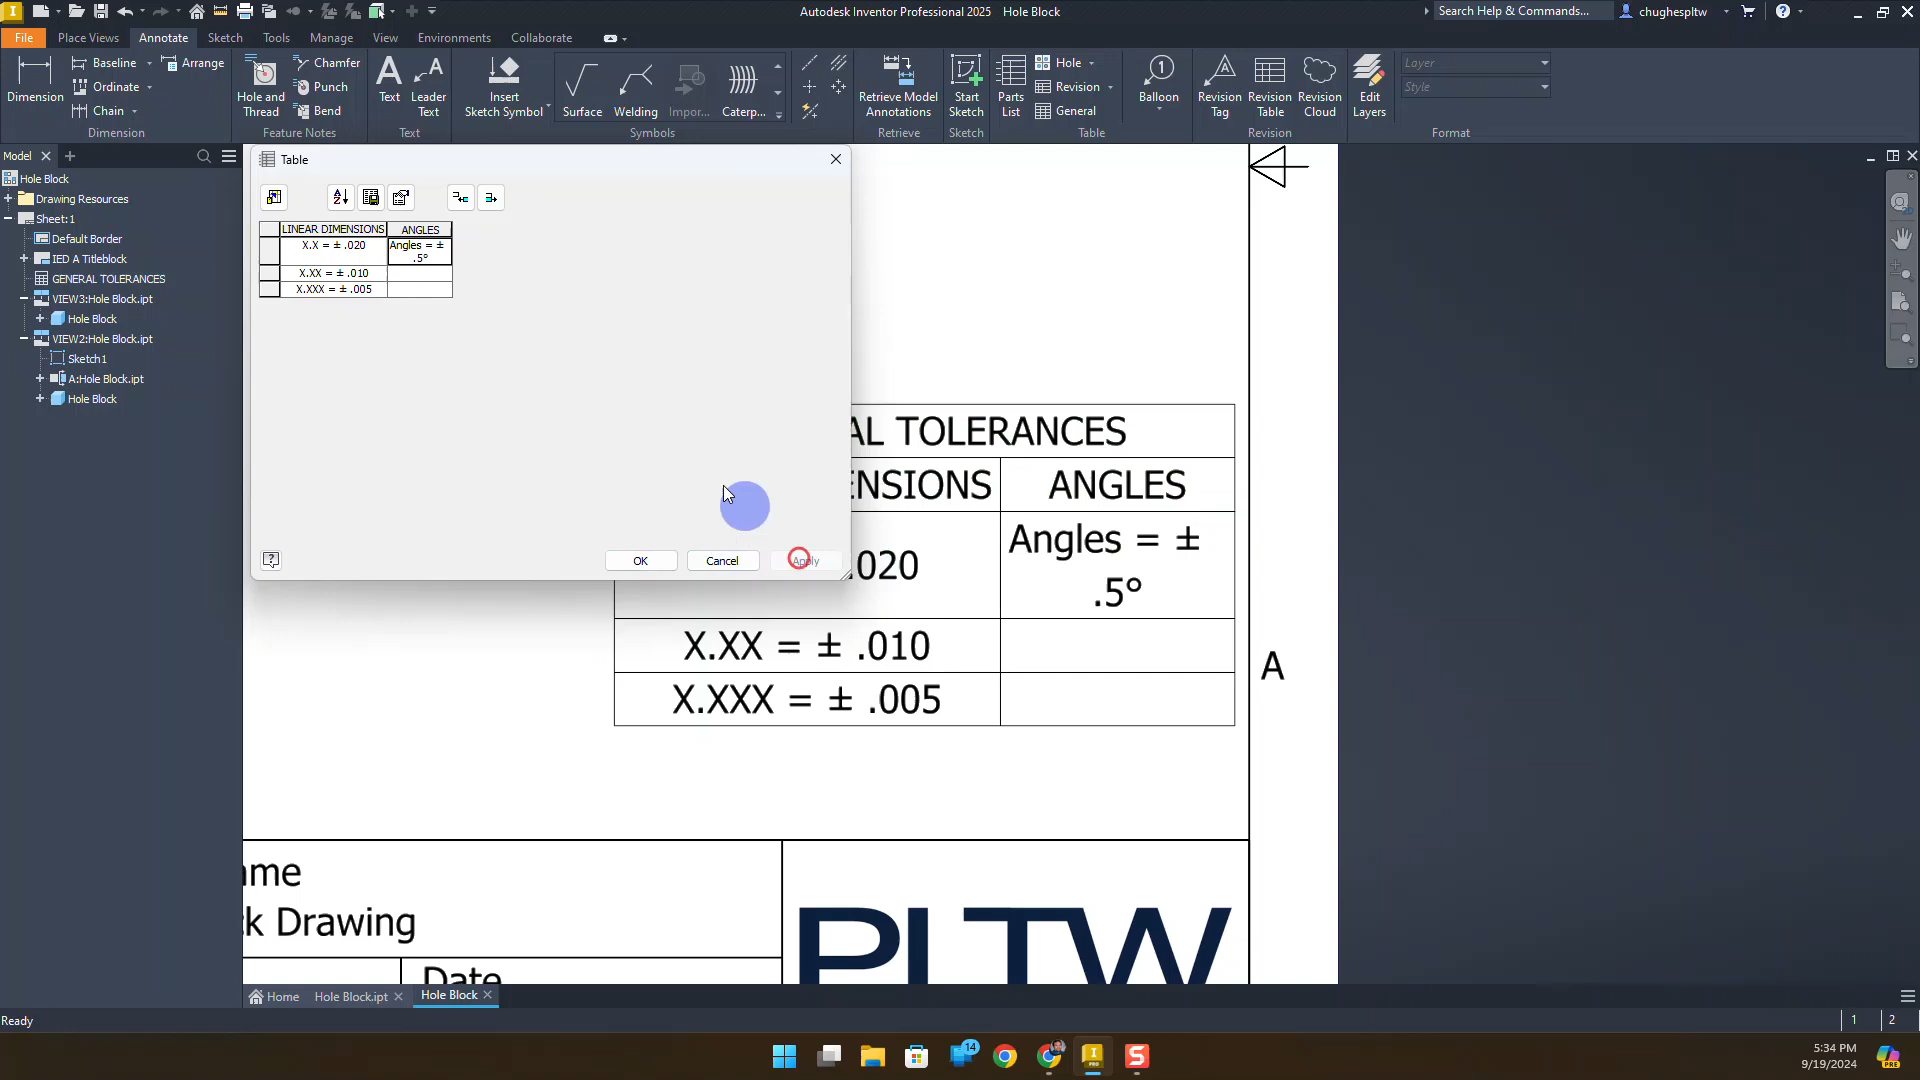 Autodesk Inventor Professional 2025 Hole Block
Search Help & Commands...
chughespltw
File Place Views Annotate Sketch Tools Manage View Environments Collaborate
Dimension
Baseline
Ordinate
Chain
Arrange
Dimension
Hole and
Thread
Chamfer
Punch
Bend
Feature Notes
Text
Leader
Text
Text
Insert
Sketch Symbol
Surface
Welding
Impor...
Caterp...
Symbols
Retrieve Model
Annotations
Retrieve
Start
Sketch
Sketch
Parts
List
Hole
Revision
General
Table
Balloon
Revision
Tag
Revision
Table
Revision
Cloud
Revision
Edit
Layers
Layer
Style
Format
Model
Hole Block
Drawing Resources
Sheet:1
Default Border
IED A Titleblock
GENERAL TOLERANCES
VIEW3:Hole Block.ipt
Hole Block
VIEW2:Hole Block.ipt
Sketch1
A:Hole Block.ipt
Hole Block
Table
LINEAR DIMENSIONS ANGLES
X.X = ± .020 Angles = ±
.5°
X.XX = ± .010
X.XXX = ± .005
OK Cancel Apply
AL TOLERANCES
ENSIONS ANGLES
.020 Angles = ±
.5°
X.XX = ± .010
X.XXX = ± .005
A
ame
ck Drawing
Date
PLTW
Home Hole Block.ipt Hole Block
Ready
1 2
14
5:34 PM
9/19/2024